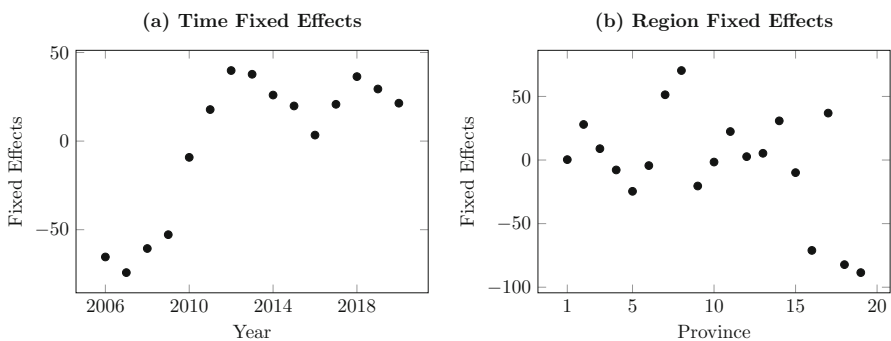 (a) Time Fixed Effects
50
0
−50
Fixed Effects
2006 2010 2014 2018
Year
(b) Region Fixed Effects
50
0
−50
−100
Fixed Effects
1 5 10 15 20
Province